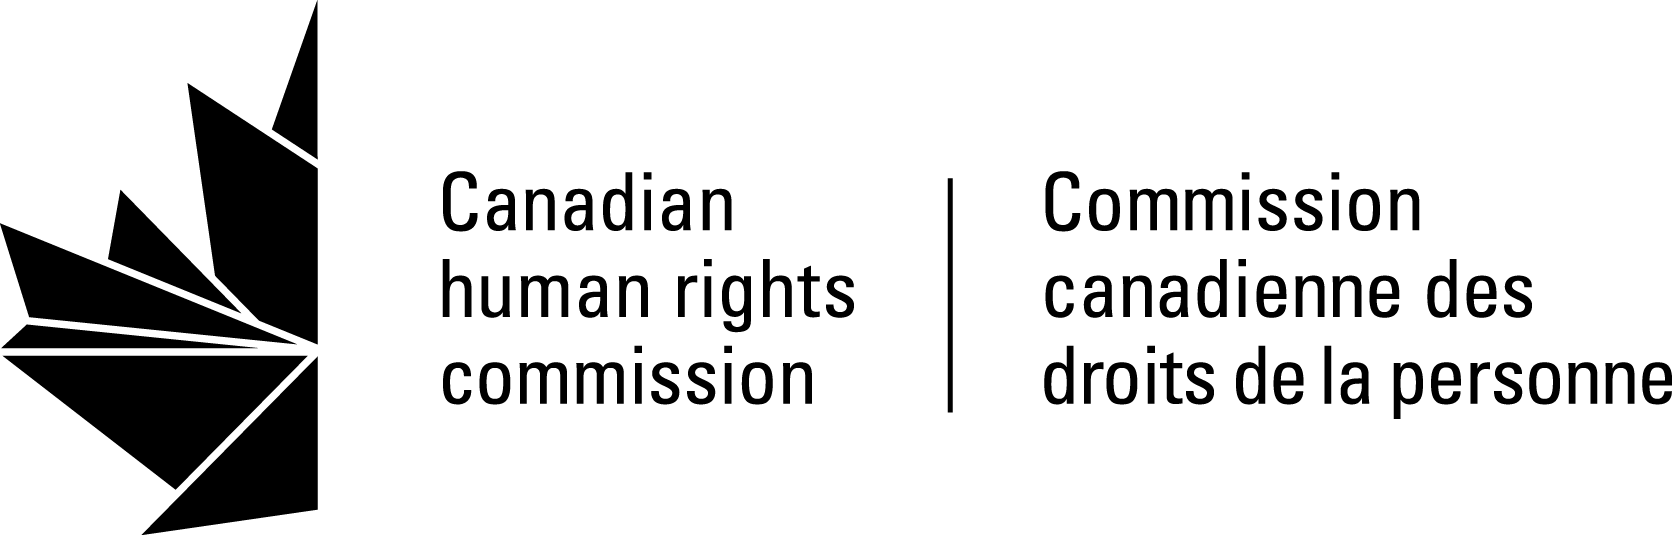 Canadian
human rights
commission
Commission
canadienne des
droits de la personne